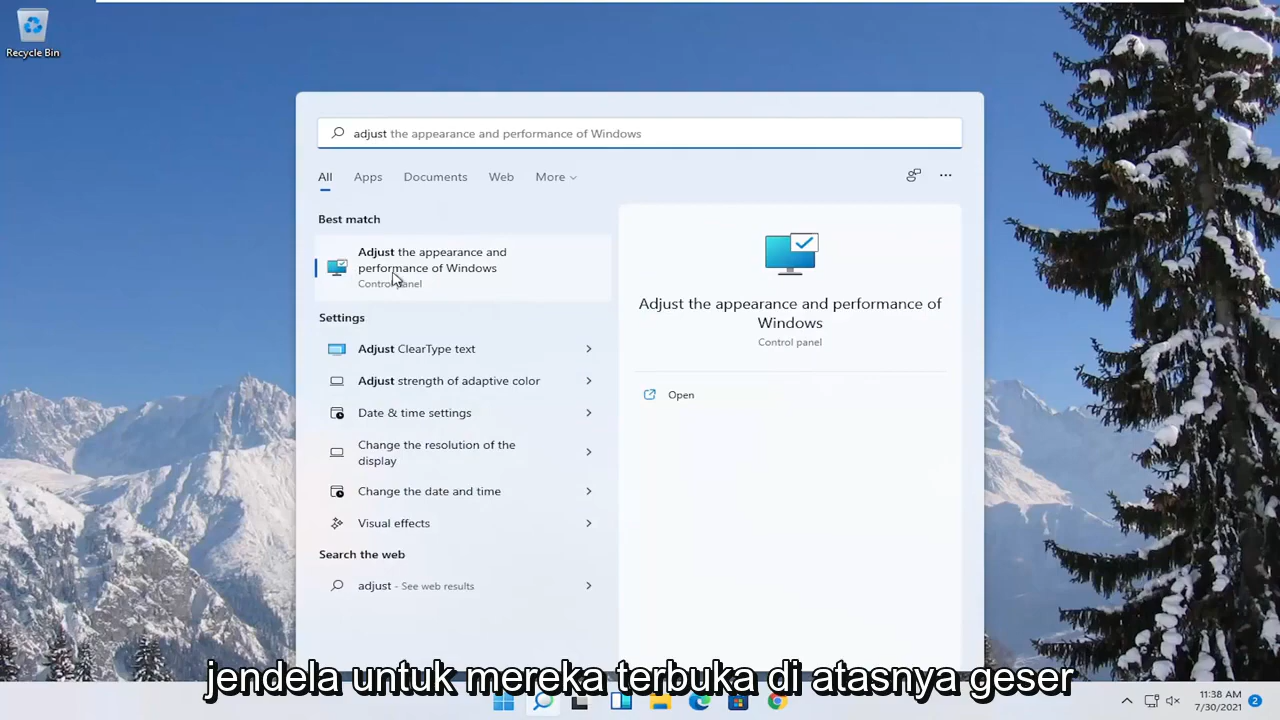 Recycle Bin
adjust the appearance and performance of Windows
All Apps Documents Web More
Best match
Adjust the appearance and
performance of Windows
Control panel
Settings
Adjust ClearType text
Adjust strength of adaptive color
Date & time settings
Change the resolution of the
display
Change the date and time
Visual effects
Search the web
adjust - See web results
Adjust the appearance and performance of
Windows
Control panel
Open
jendela untuk mereka terbuka di atasnya geser
11:38 AM
7/30/2021
2